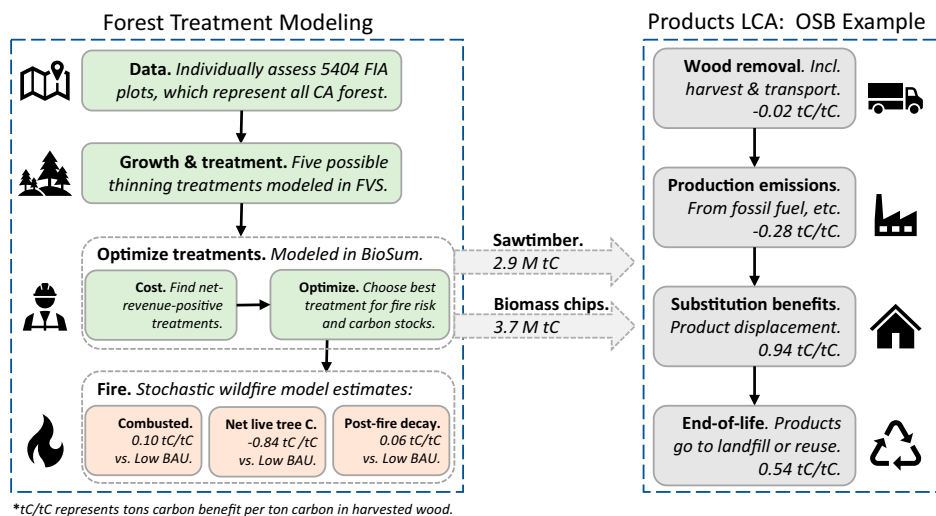 Forest Treatment Modeling
Data. Individually assess 5404 FIA
plots, which represent all CA forest.
Growth & treatment. Five possible
thinning treatments modeled in FVS.
Optimize treatments. Modeled in BioSum.
Cost. Find net-
revenue-positive
treatments.
Optimize. Choose best
treatment for fire risk
and carbon stocks.
Fire. Stochastic wildfire model estimates:
Combusted.
0.10 tC/tC
vs. Low BAU.
Net live tree C.
-0.84 tC /tC
vs. Low BAU.
Post-fire decay.
0.06 tC/tC
vs. Low BAU.
*tC/tC represents tons carbon benefit per ton carbon in harvested wood.
Sawtimber.
2.9 M tC
Biomass chips.
3.7 M tC
Products LCA: OSB Example
Wood removal. Incl.
harvest & transport.
-0.02 tC/tC.
Production emissions.
From fossil fuel, etc.
-0.28 tC/tC.
Substitution benefits.
Product displacement.
0.94 tC/tC.
End-of-life. Products
go to landfill or reuse.
0.54 tC/tC.